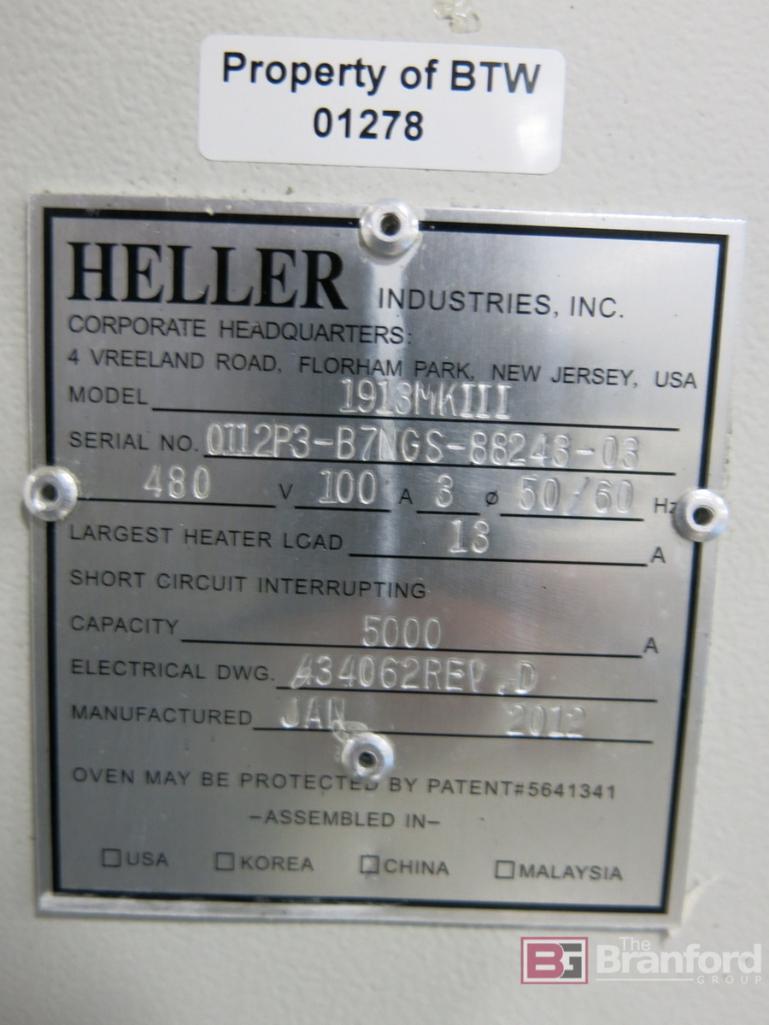 Property of BTW
01278
HELLER INDUSTRIES, INC.
CORPORATE HEADQUARTERS:
4 VREELAND ROAD, FLORHAM PARK, NEW JERSEY, USA
MODEL 1913MKIII
SERIAL NO. 0112P3-B7NGS-88243-03
480 V 100 A 3 ø 50/60 Hz
LARGEST HEATER LOAD 13 A
SHORT CIRCUIT INTERRUPTING
CAPACITY 5000 A
ELECTRICAL DWG. 434062REV.D
MANUFACTURED JAN 2012
OVEN MAY BE PROTECTED BY PATENT#5641341
–ASSEMBLED IN–
☐USA ☐KOREA ☐CHINA ☐MALAYSIA
BG The Branford GROUP